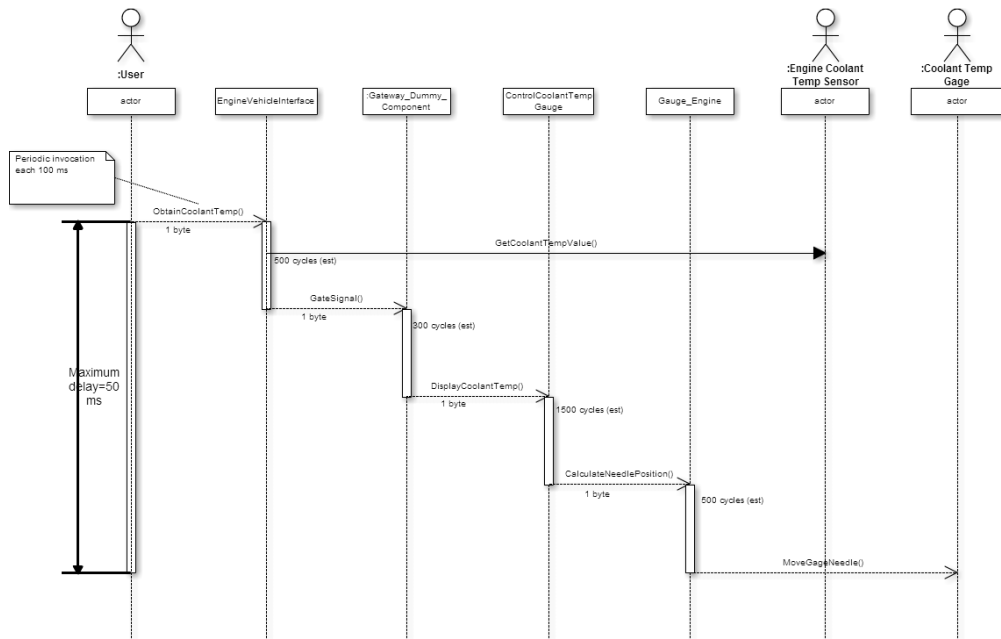 :User
:Engine Coolant
Temp Sensor
:Coolant Temp
Gage
actor
EngineVehicleInterface
:Gateway_Dummy_
Component
ControlCoolantTemp
Gauge
Gauge_Engine
actor
actor
Periodic invocation
each 100 ms
ObtainCoolantTemp()
1 byte
GetCoolantTempValue()
500 cycles (est)
GateSignal()
1 byte
300 cycles (est)
Maximum
delay=50
ms
DisplayCoolantTemp()
1 byte
1500 cycles (est)
CalculateNeedlePosition()
1 byte
500 cycles (est)
MoveGageNeedle()